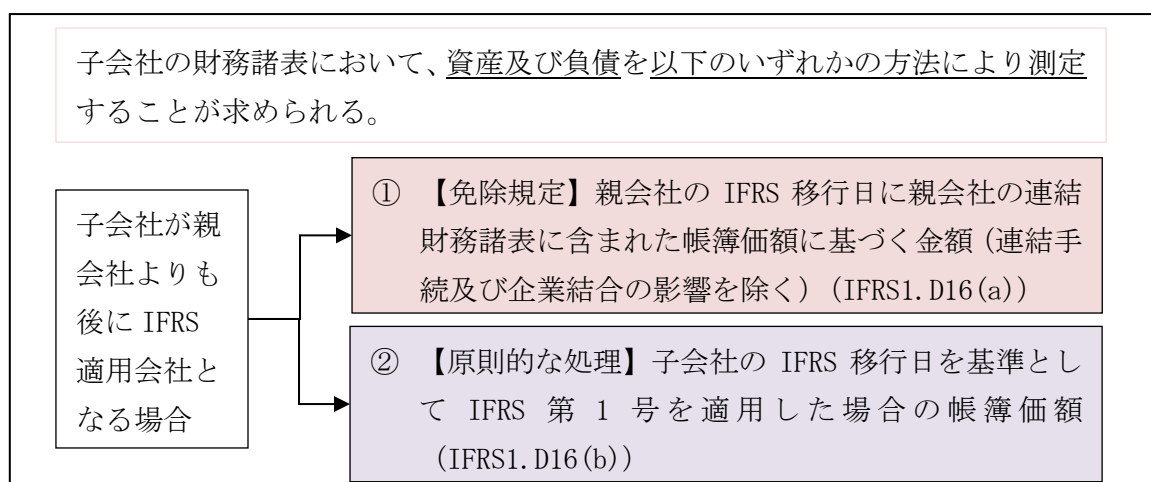 子会社の財務諸表において、資産及び負債を以下のいずれかの方法により測定
することが求められる。
子会社が親
会社よりも
後に IFRS
適用会社と
なる場合
① 【免除規定】親会社の IFRS 移行日に親会社の連結
財務諸表に含まれた帳簿価額に基づく金額（連結手
続及び企業結合の影響を除く）（IFRS1.D16(a)）
② 【原則的な処理】子会社の IFRS 移行日を基準とし
て IFRS 第 1 号を適用した場合の帳簿価額
（IFRS1.D16(b)）